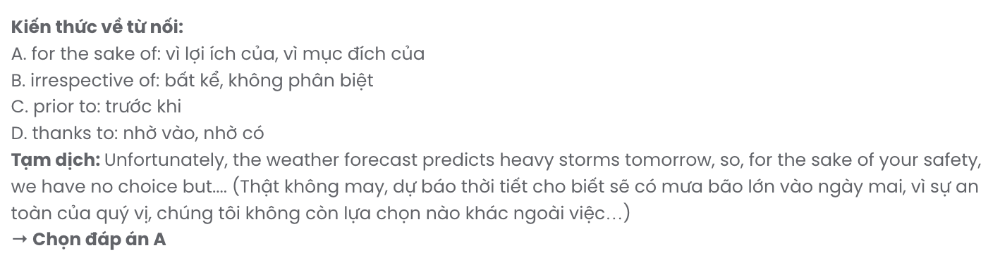 Kiến thức về từ nối:
A. for the sake of: vì lợi ích của, vì mục đích của
B. irrespective of: bất kể, không phân biệt
C. prior to: trước khi
D. thanks to: nhờ vào, nhờ có
Tạm dịch: Unfortunately, the weather forecast predicts heavy storms tomorrow, so, for the sake of your safety,
we have no choice but.... (Thật không may, dự báo thời tiết cho biết sẽ có mưa bão lớn vào ngày mai, vì sự an
toàn của quý vị, chúng tôi không còn lựa chọn nào khác ngoài việc…)
→ Chọn đáp án A